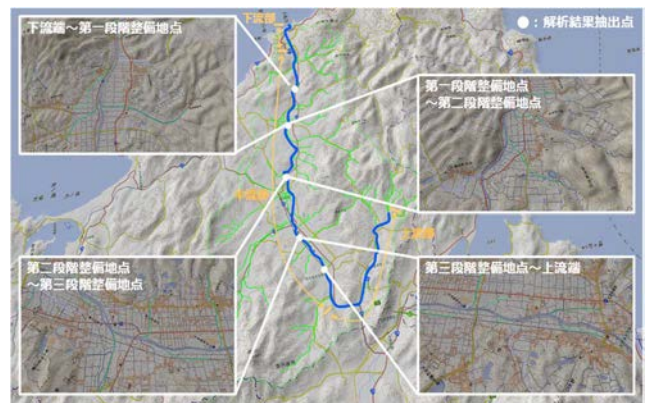 下流部
●：解析結果抽出点
下流端～第一段階整備地点
第一段階整備地点
～第二段階整備地点
中流部
上流部
第二段階整備地点
～第三段階整備地点
第三段階整備地点～上流端